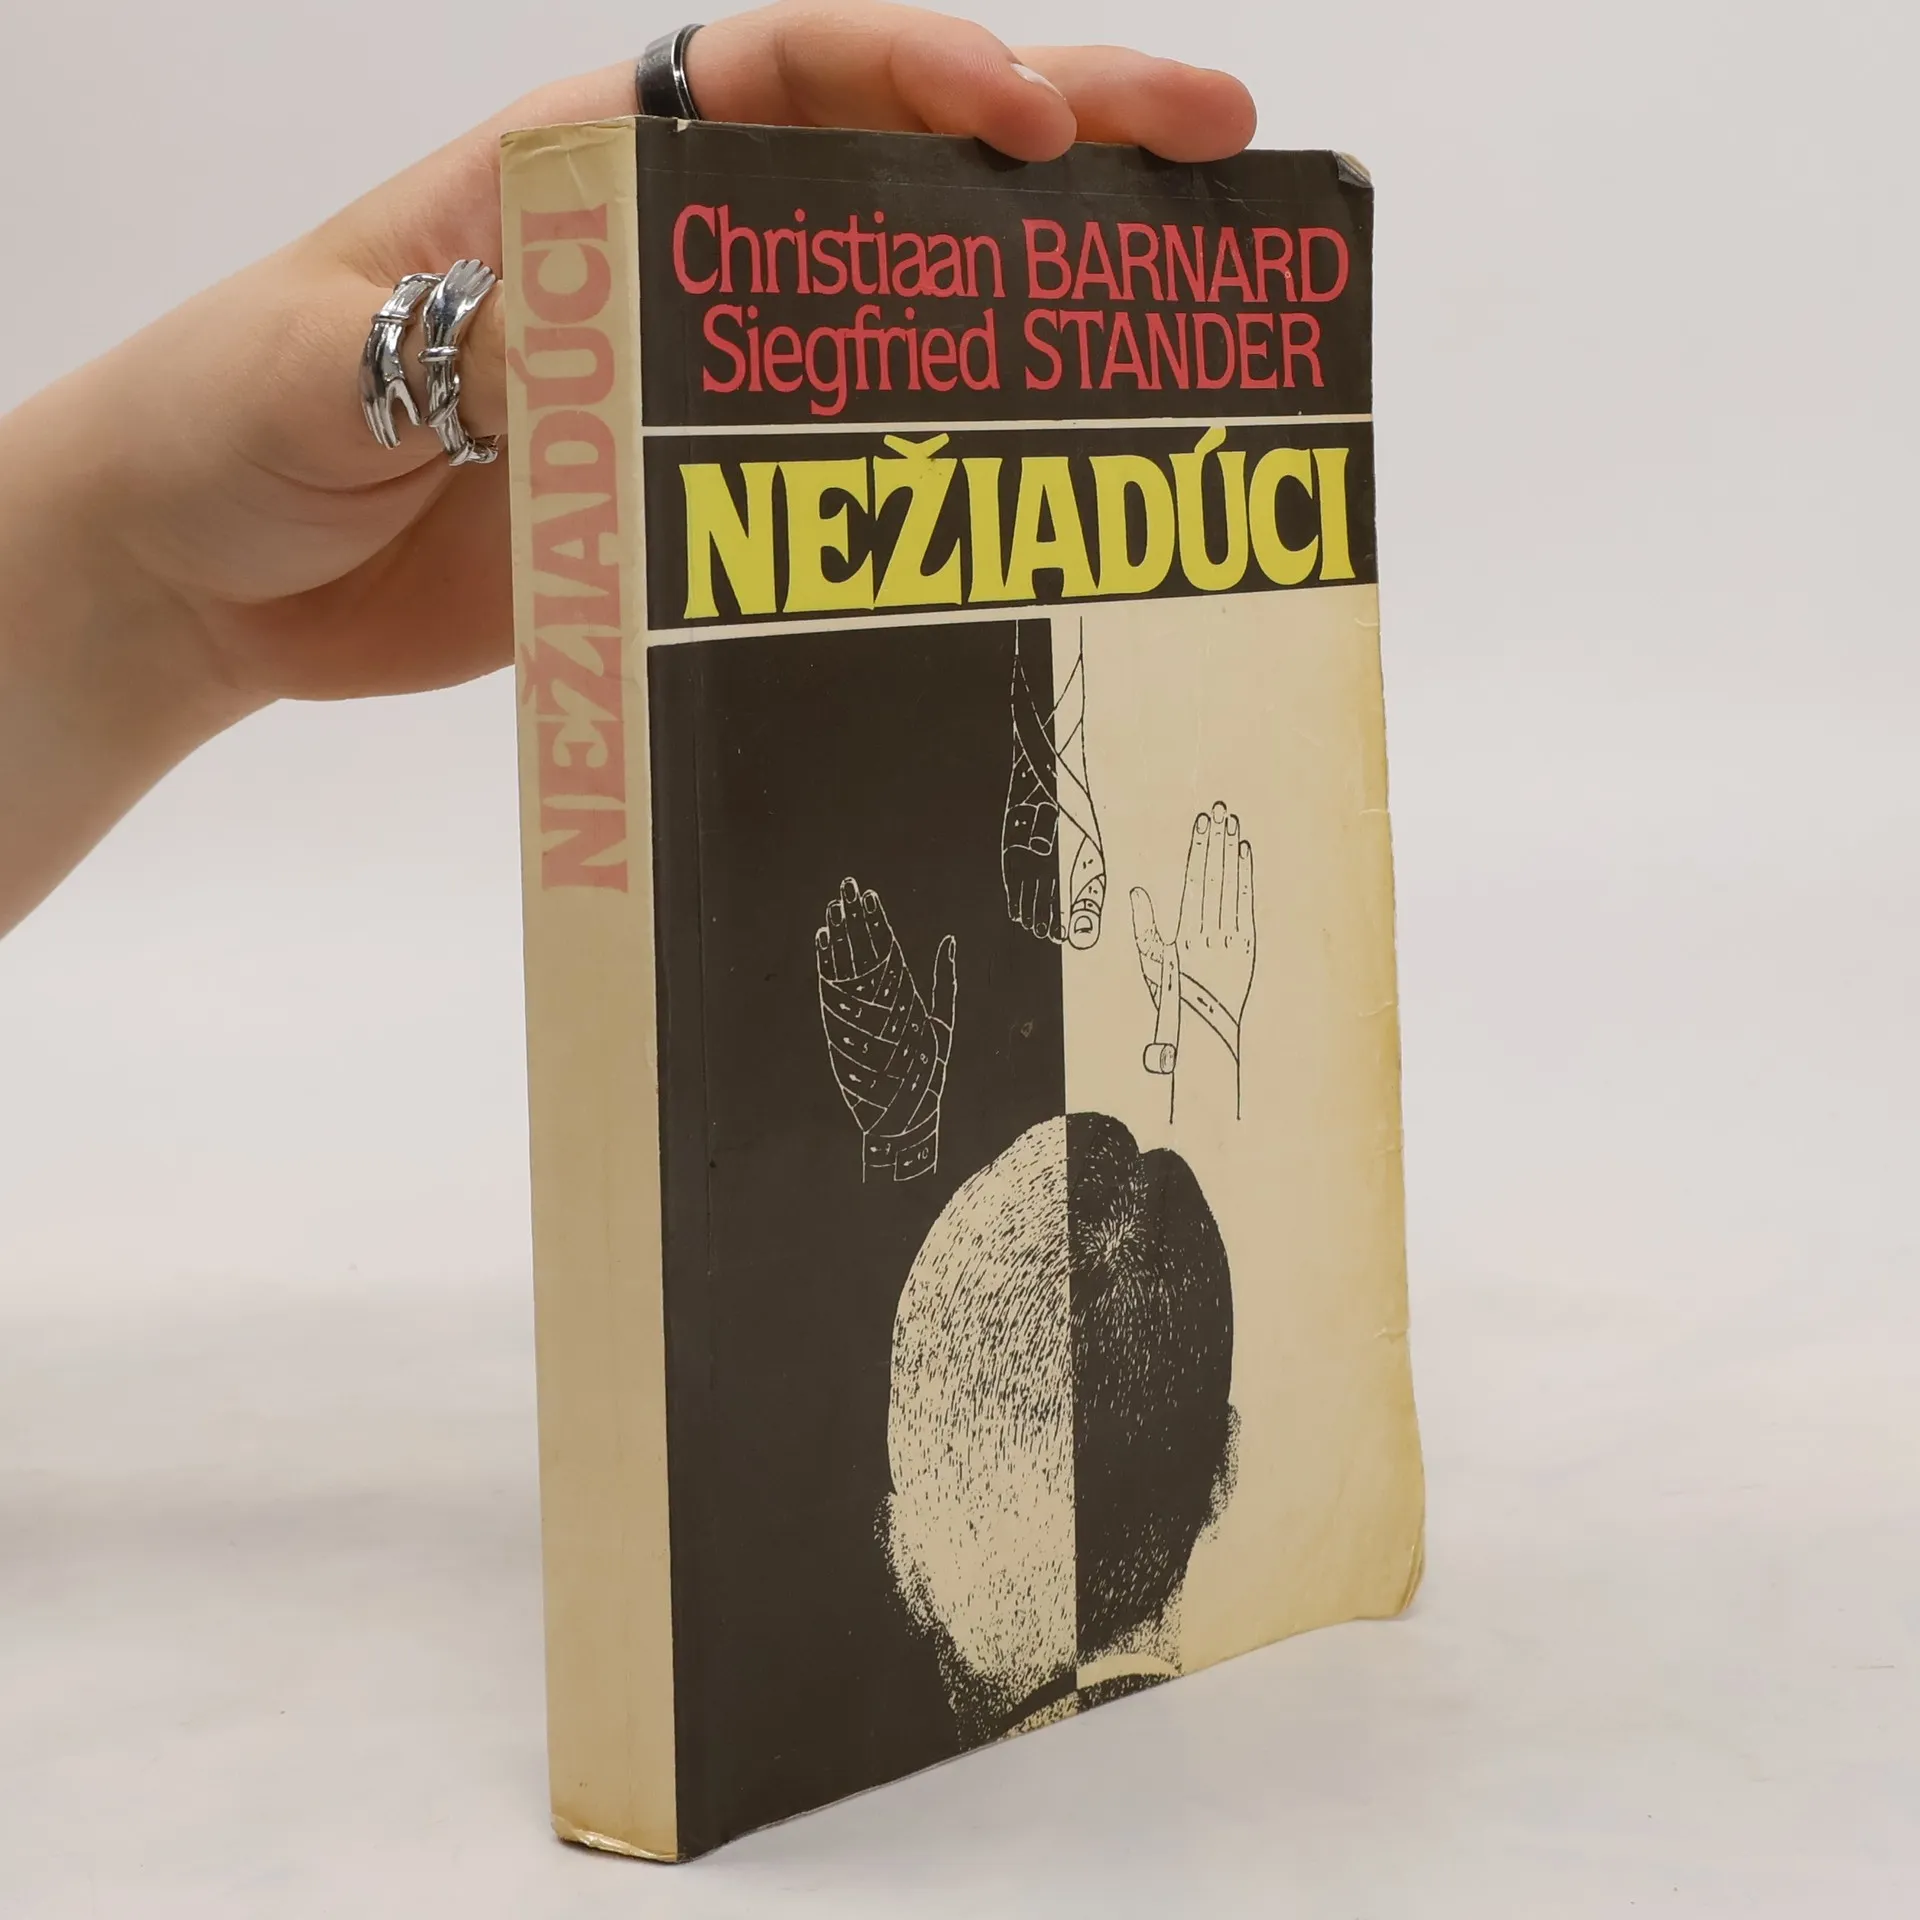 NEŽIADÚCI
Christiaan BARNARD
Siegfried STANDER
NEŽIADÚCI